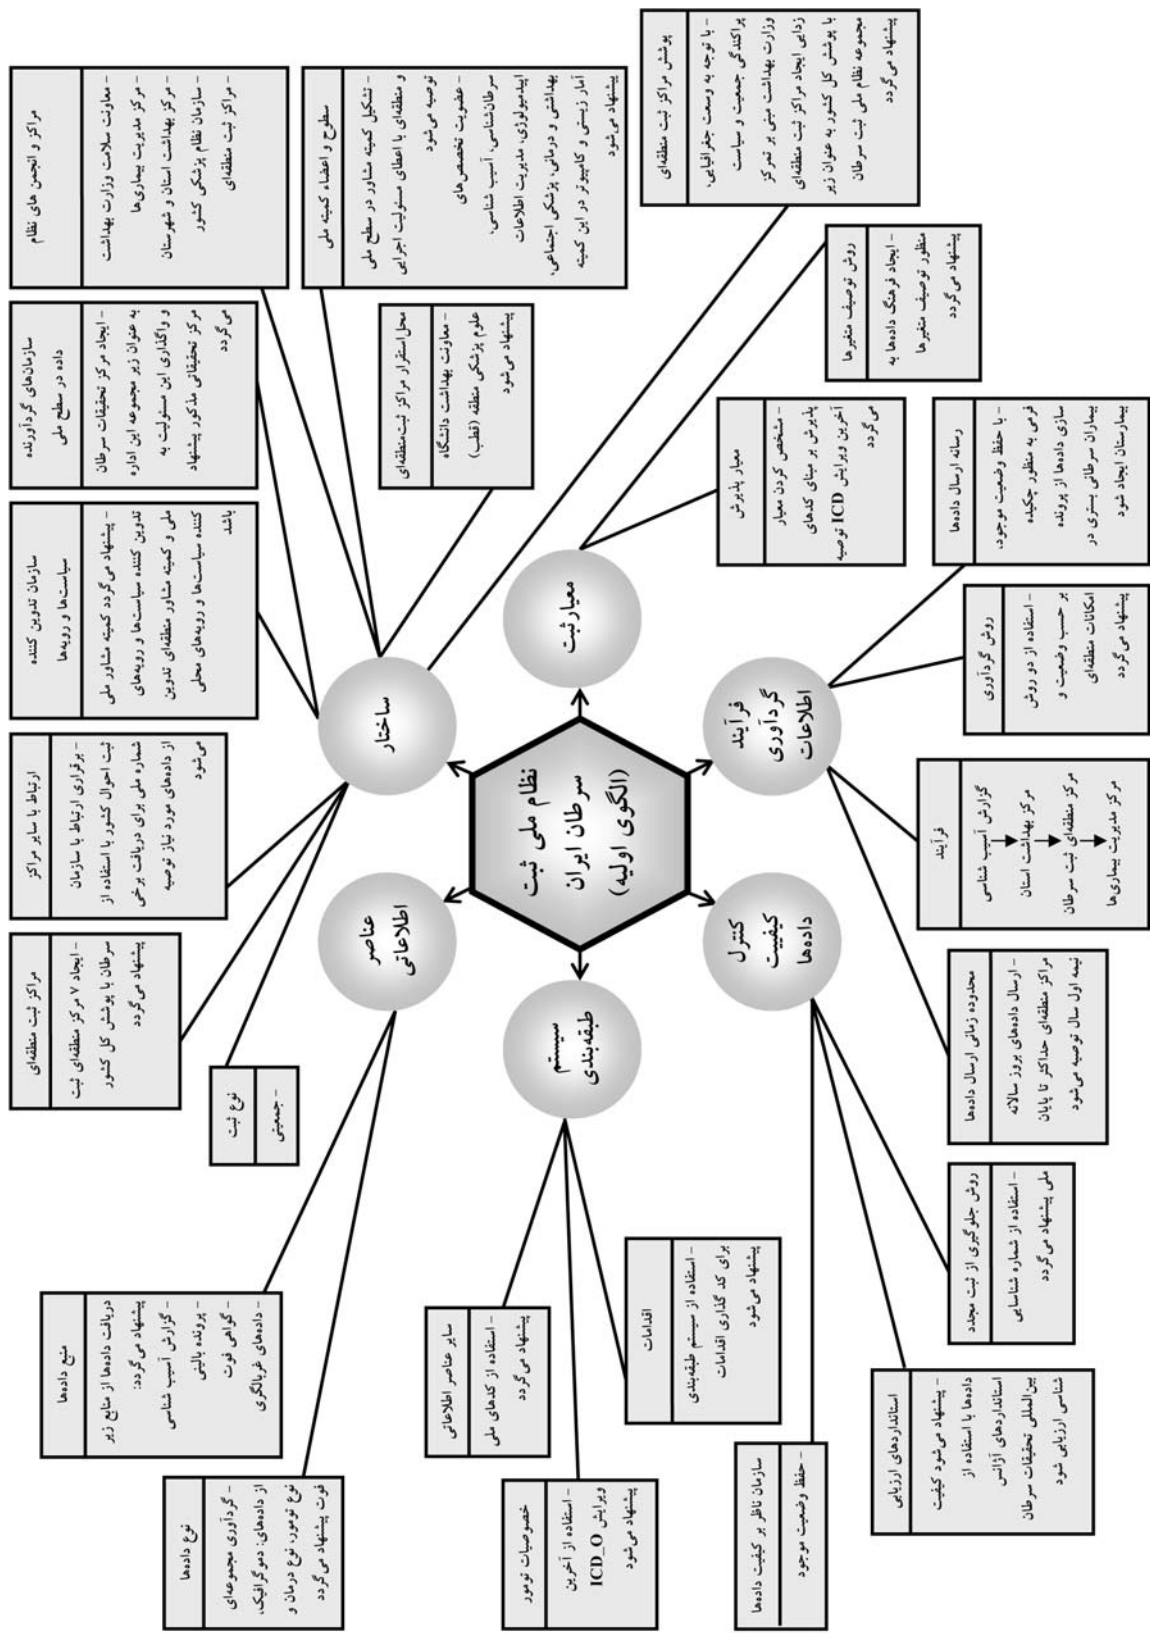 نظام ملی ثبت
سرطان ایران
(الگوی اولیه)
ساختار
معیار ثبت
فرآیند
گردآوری
اطلاعات
کنترل
کیفیت
داده‌ها
سیستم
طبقه‌بندی
عناصر
اطلاعاتی
مراکز و انجمن های نظام
- معاونت سلامت وزارت بهداشت
- مرکز مدیریت بیماری‌ها
- مرکز بهداشت استان و شهرستان
- سازمان نظام پزشکی کشور
- مراکز ثبت منطقه‌ای
سطوح و اعضاء کمیته ملی
- تشکیل کمیته مشاور در سطح ملی
و منطقه‌ای با اعطای مسئولیت اجرایی
توصیه می‌شود
- عضویت تخصص‌های
سرطان‌شناسی، آسیب شناسی،
اپیدمیولوژی، مدیریت اطلاعات
بهداشتی و درمانی، پزشکی اجتماعی،
آمار زیستی و کامپیوتر در این کمیته
پیشنهاد می‌شود
پوشش مراکز ثبت منطقه‌ای
- با توجه به وسعت جغرافیایی،
پراکندگی جمعیت و سیاست
وزارت بهداشت مبنی بر تمرکز
زدایی ایجاد مراکز ثبت منطقه‌ای
با پوشش کل کشور به عنوان زیر
مجموعه نظام ملی ثبت سرطان
پیشنهاد می‌گردد
سازمان‌های گردآورنده
داده در سطح ملی
- ایجاد مرکز تحقیقات سرطان
به عنوان زیر مجموعه این اداره
و واگذاری این مسئولیت به
مرکز تحقیقاتی مذکور پیشنهاد
می‌گردد
محل استقرار مراکز ثبت‌منطقه‌ای
- معاونت بهداشت دانشگاه
علوم پزشکی منطقه (قطب)
پیشنهاد می‌شود
روش توصیف متغیرها
- ایجاد فرهنگ داده‌ها به
منظور توصیف متغیرها
پیشنهاد می‌گردد
معیار پذیرش
- مشخص کردن معیار
پذیرش بر مبنای کدهای
آخرین ویرایش ICD توصیه
می‌گردد
رسانه ارسال داده‌ها
- با حفظ وضعیت موجود،
فرمی به منظور چکیده
سازی داده‌ها از پرونده
بیماران سرطانی بستری در
بیمارستان ایجاد شود
سازمان تدوین کننده
سیاست‌ها و رویه‌ها
- پیشنهاد می‌گردد کمیته مشاور ملی
تدوین کننده سیاست‌ها و رویه‌های
ملی و کمیته مشاور منطقه‌ای تدوین
کننده سیاست‌ها و رویه‌های محلی
باشد
روش گردآوری
- استفاده از دو روش
بر حسب وضعیت و
امکانات منطقه‌ای
پیشنهاد می‌گردد
ارتباط با سایر مراکز
- برقراری ارتباط با سازمان
ثبت احوال کشور با استفاده از
شماره ملی برای دریافت برخی
از داده‌های مورد نیاز توصیه
می‌شود
فرآیند
گزارش آسیب شناسی
مرکز بهداشت استان
مرکز منطقه‌ای ثبت سرطان
مرکز مدیریت بیماری‌ها
مراکز ثبت منطقه‌ای
- ایجاد ۷ مرکز منطقه‌ای ثبت
سرطان با پوشش کل کشور
پیشنهاد می‌گردد
نوع ثبت
- جمعیتی
محدوده زمانی ارسال داده‌ها
- ارسال داده‌های بروز سالانه
مراکز منطقه‌ای حداکثر تا پایان
نیمه اول سال توصیه می‌شود
روش جلوگیری از ثبت مجدد
- استفاده از شماره شناسایی
ملی پیشنهاد می‌گردد
منبع داده‌ها
دریافت داده‌ها از منابع زیر
پیشنهاد می‌گردد:
- گزارش آسیب شناسی
- پرونده بالینی
- گواهی فوت
- داده‌های غربالگری
سایر عناصر اطلاعاتی
- استفاده از کدهای ملی
پیشنهاد می‌گردد
اقدامات
- استفاده از سیستم طبقه‌بندی
برای کد گذاری اقدامات
پیشنهاد می‌شود
استانداردهای ارزیابی
- پیشنهاد می‌شود کیفیت
داده‌ها با استفاده از
استانداردهای آژانس
بین‌المللی تحقیقات سرطان
شناسی ارزیابی شود
نوع داده‌ها
- گردآوری مجموعه‌ای
از داده‌های: دموگرافیک،
نوع تومور، نوع درمان و
فوت پیشنهاد می‌گردد
خصوصیات تومور
- استفاده از آخرین
ویرایش ICD_O
پیشنهاد می‌شود
سازمان ناظر بر کیفیت داده‌ها
- حفظ وضعیت موجود